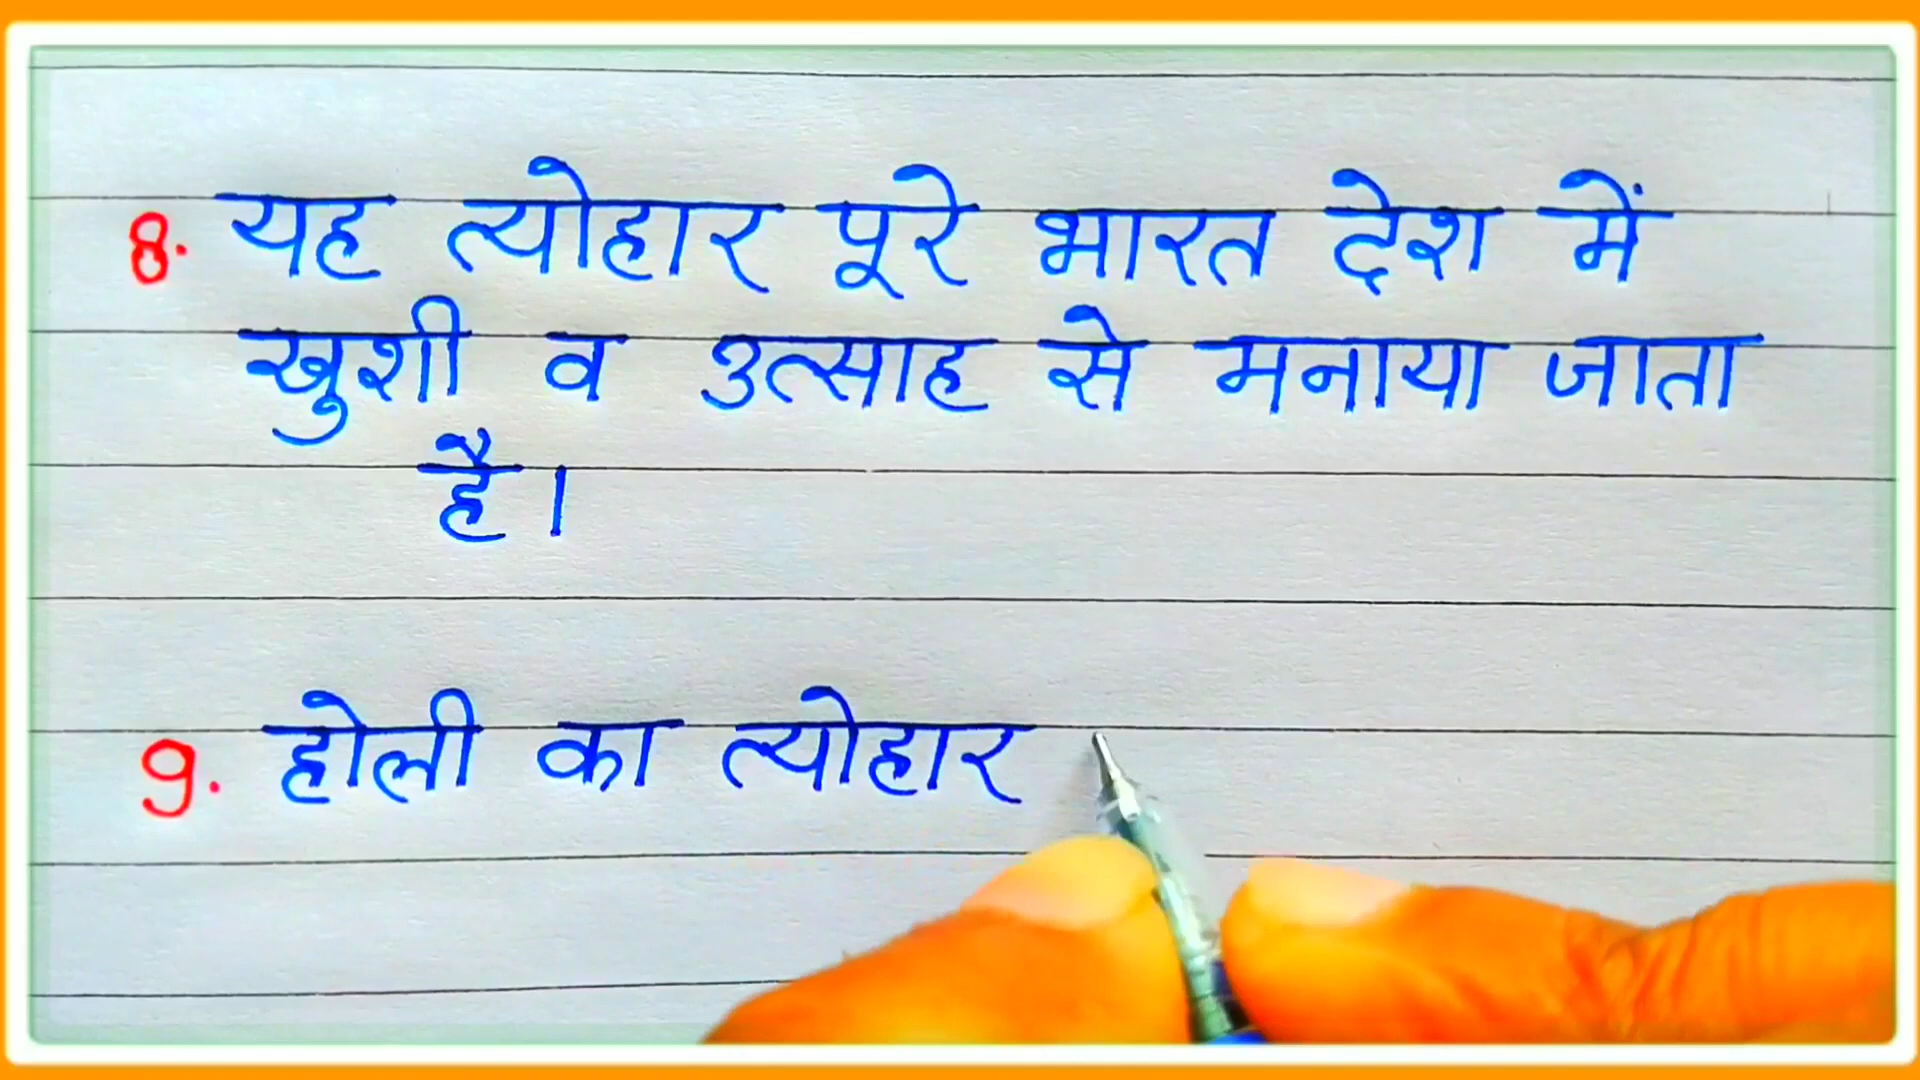 8. यह त्योहार पूरे भारत देश में
खुशी व उत्साह से मनाया जाता
है।
9. होली का त्योहार